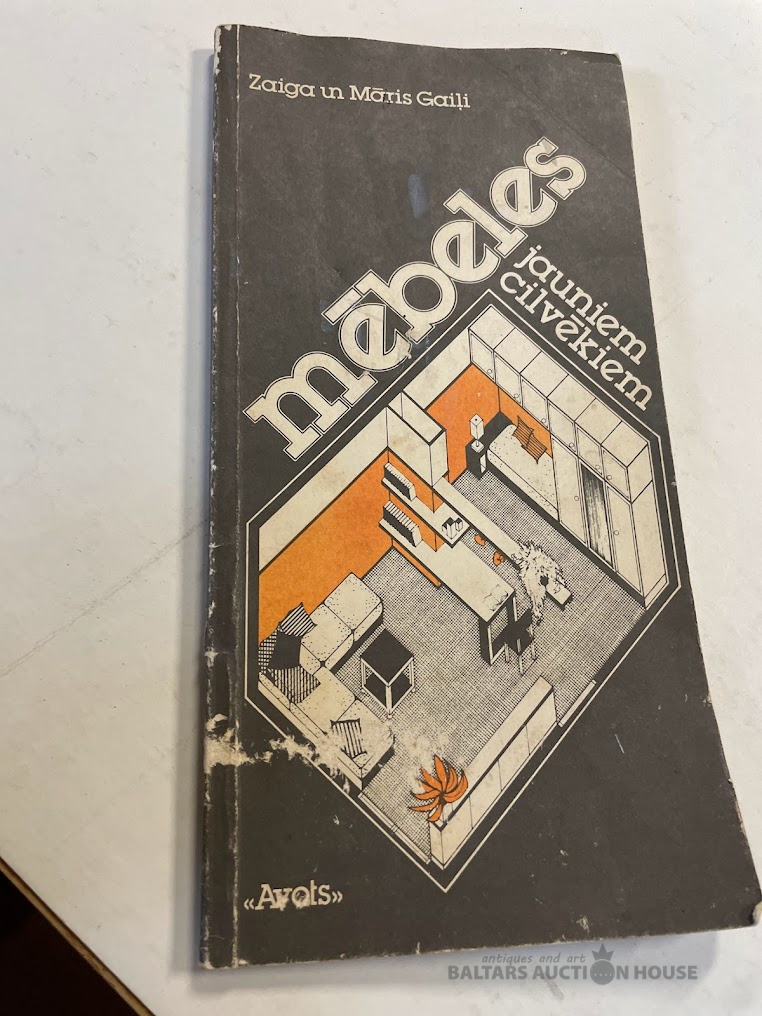 Zaiga un Māris Gaiļi
mēbeles
jauniem
cilvēkiem
«Avots»
antiques and art
BALTARS AUCTION HOUSE